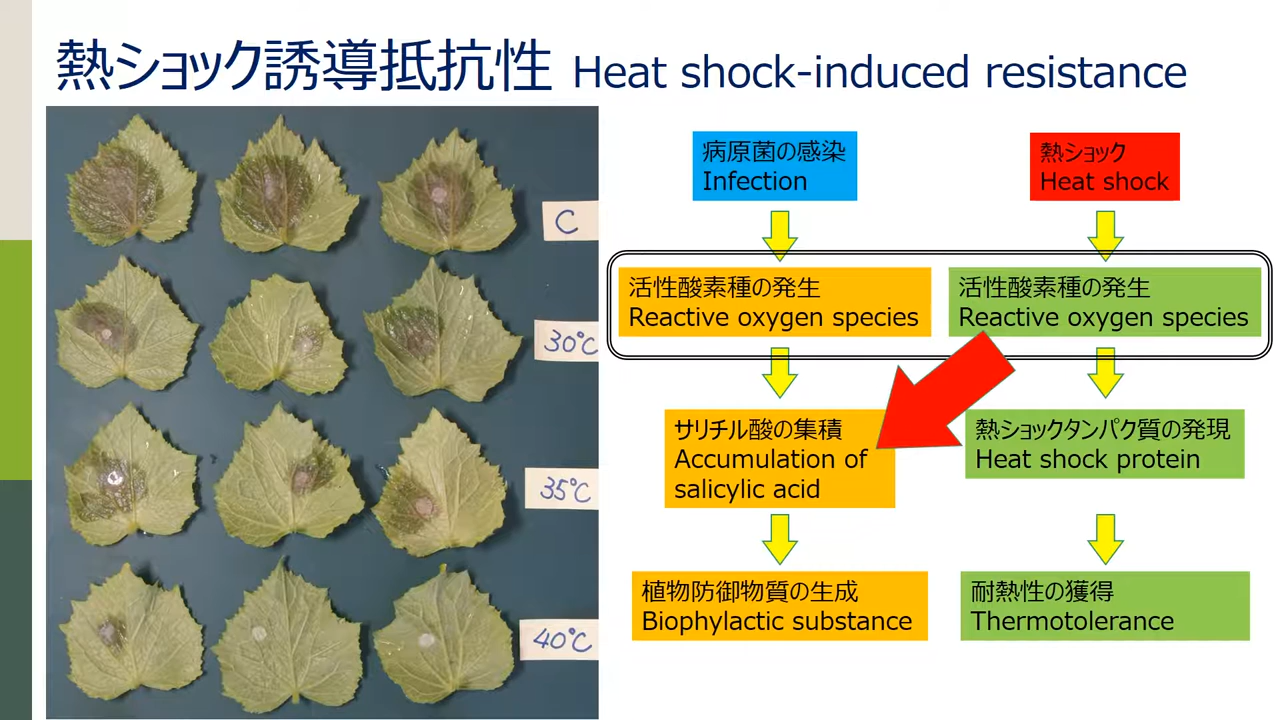 熱ショック誘導抵抗性 Heat shock-induced resistance
C
30°C
35°C
40°C
病原菌の感染
Infection
熱ショック
Heat shock
活性酸素種の発生
Reactive oxygen species
活性酸素種の発生
Reactive oxygen species
サリチル酸の集積
Accumulation of
salicylic acid
熱ショックタンパク質の発現
Heat shock protein
植物防御物質の生成
Biophylactic substance
耐熱性の獲得
Thermotolerance